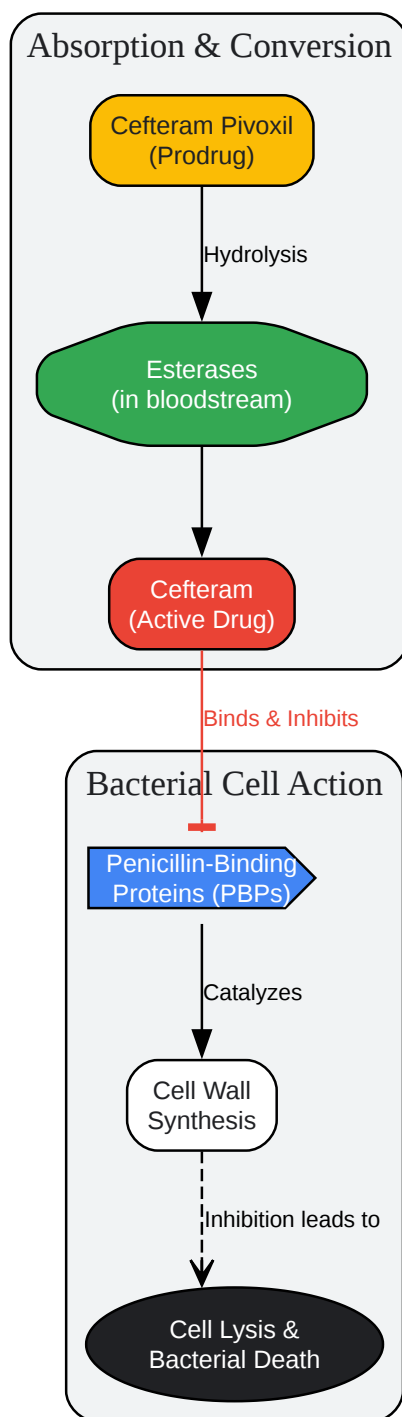 Absorption & Conversion
Cefteram Pivoxil
(Prodrug)
Hydrolysis
Esterases
(in bloodstream)
Cefteram
(Active Drug)
Binds & Inhibits
Bacterial Cell Action
Penicillin-Binding
Proteins (PBPs)
Catalyzes
Cell Wall
Synthesis
Inhibition leads to
Cell Lysis &
Bacterial Death